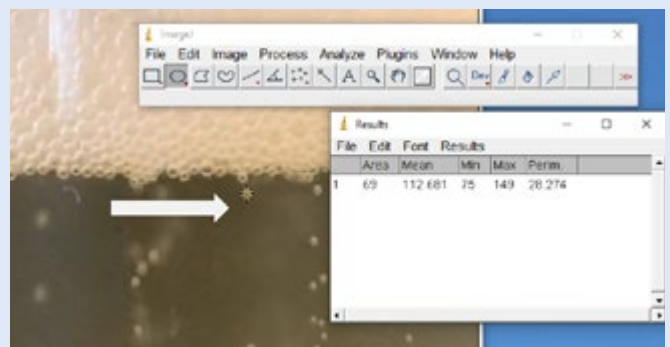 ImageJ
File Edit Image Process Analyze Plugins Window Help
A Dev
Results
File Edit Font Results
Area Mean Min Max Perim.
1 69 112.681 75 149 28.274